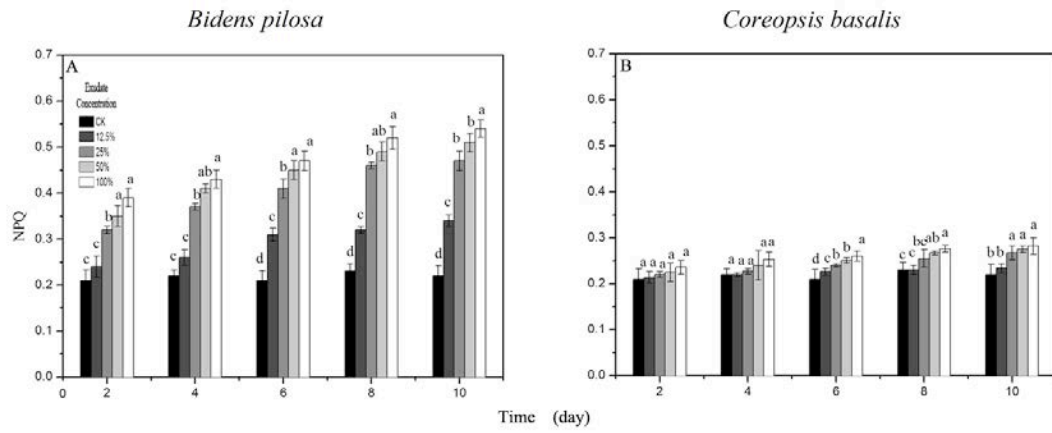 Bidens pilosa
Coreopsis basalis
A
Exudate
Concentration
CK
12.5%
25%
50%
100%
NPQ
0.7
0.6
0.5
0.4
0.3
0.2
0.1
0.0
c c b a a
c c b ab a
d c b a a
d c b ab a
d c b b a
0 2 4 6 8 10
B
0.7
0.6
0.5
0.4
0.3
0.2
0.1
0.0
a a a a a
a a a a a
d c b b a
c c bc ab a
b b a a a
2 4 6 8 10
Time (day)